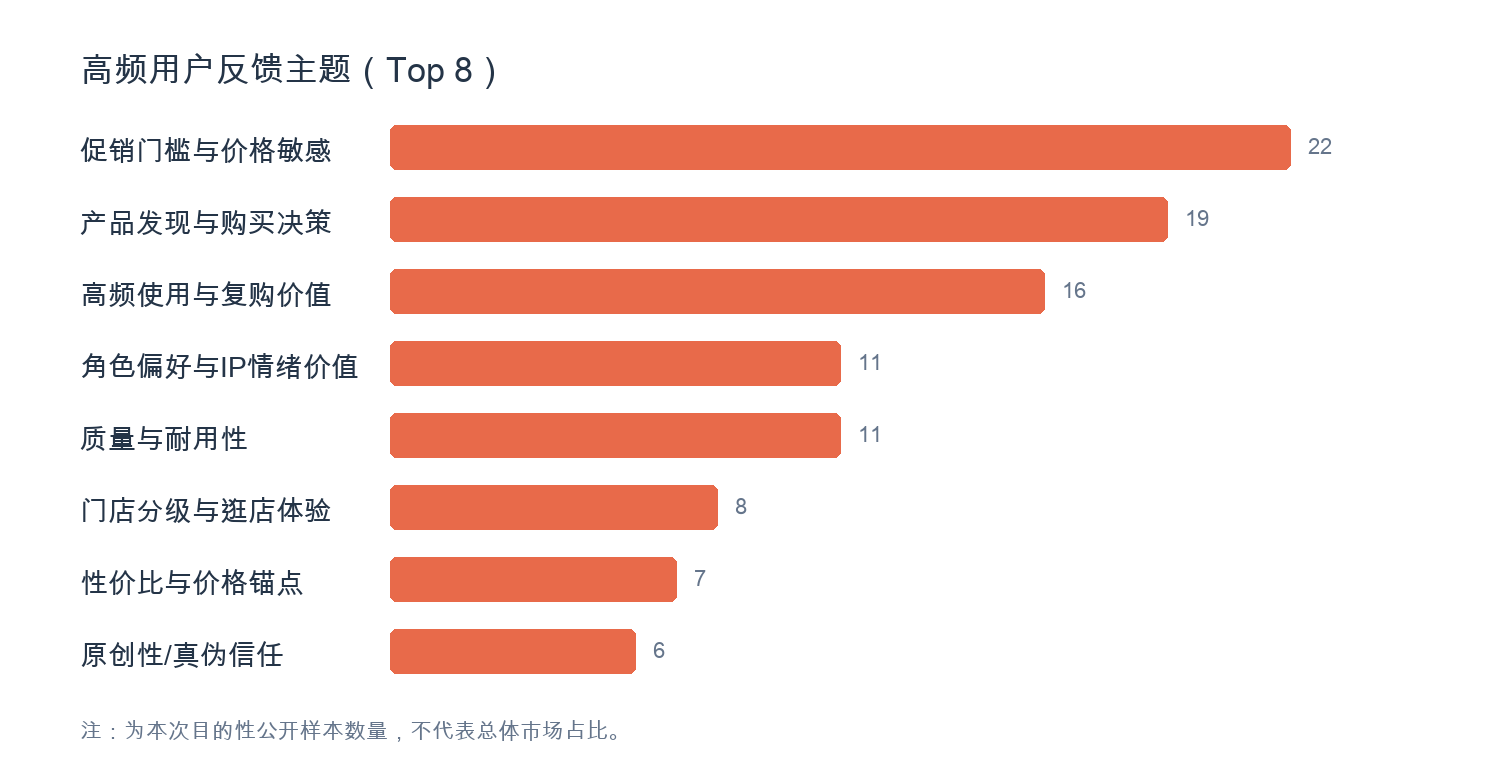 高频用户反馈主题（Top 8）
促销门槛与价格敏感 22
产品发现与购买决策 19
高频使用与复购价值 16
角色偏好与IP情绪价值 11
质量与耐用性 11
门店分级与逛店体验 8
性价比与价格锚点 7
原创性/真伪信任 6
注：为本次目的性公开样本数量，不代表总体市场占比。